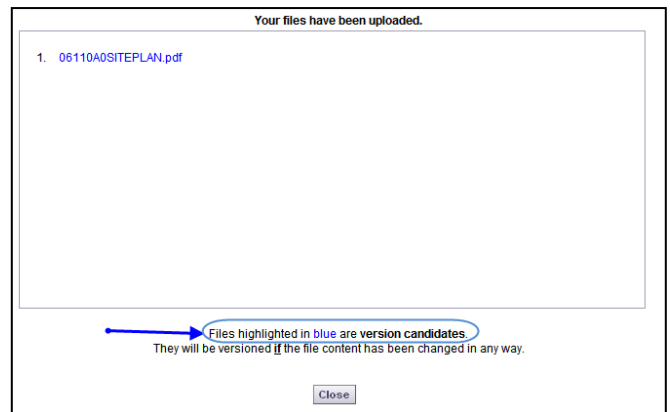 Your files have been uploaded.
1. 06110A0SITEPLAN.pdf
Files highlighted in blue are version candidates.
They will be versioned if the file content has been changed in any way.
Close